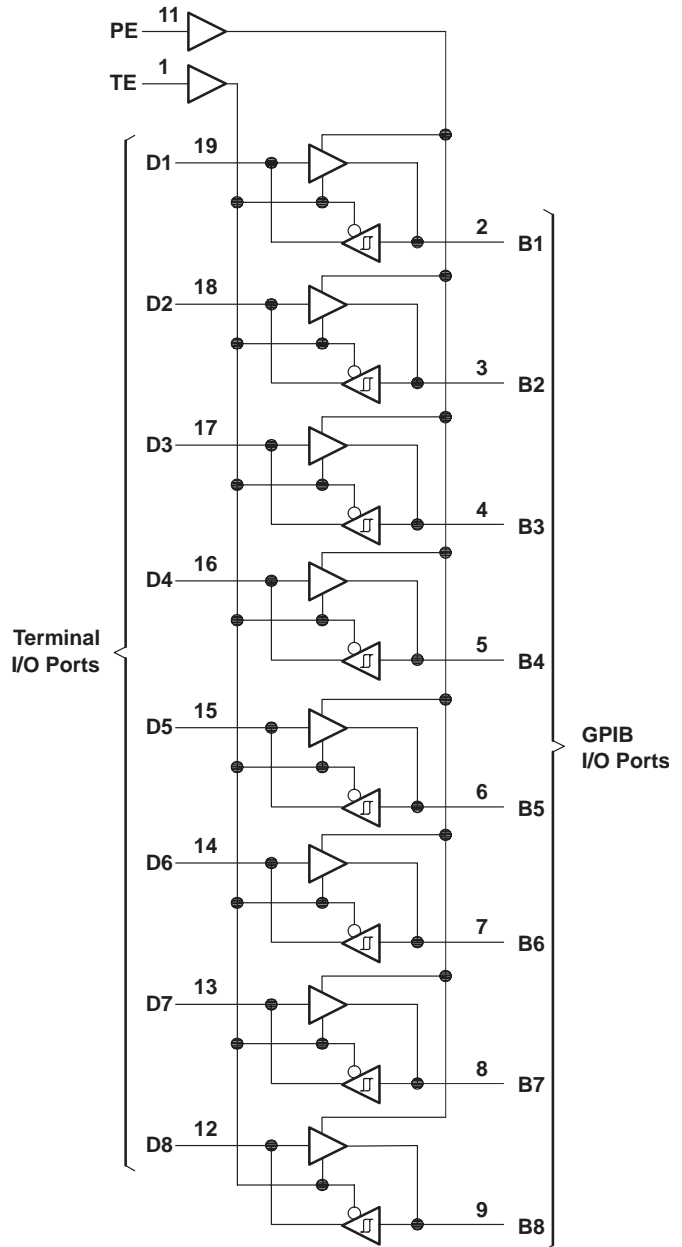 PE 11
TE 1
D1 19
2 B1
D2 18
3 B2
D3 17
4 B3
D4 16
5 B4
Terminal
I/O Ports
D5 15
GPIB
I/O Ports
6 B5
D6 14
7 B6
D7 13
8 B7
D8 12
9 B8